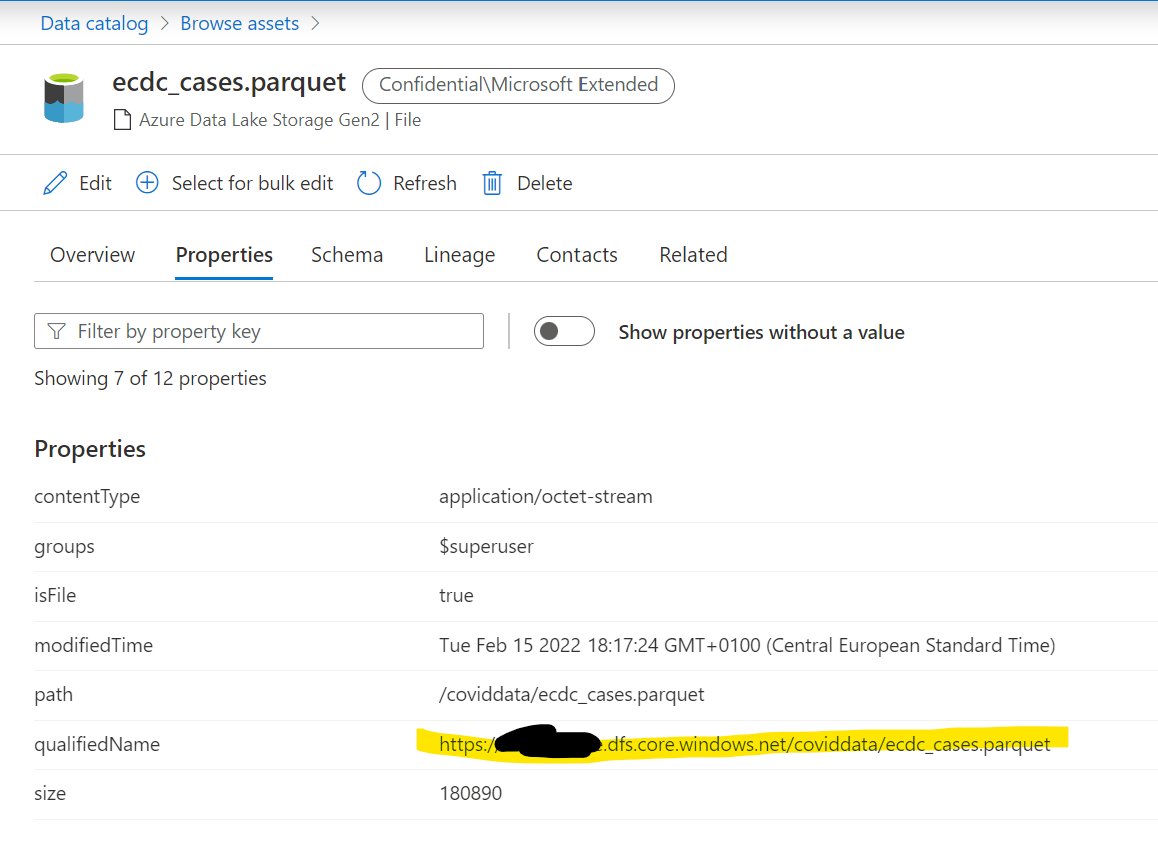 Data catalog > Browse assets >
ecdc_cases.parquet Confidential\Microsoft Extended
Azure Data Lake Storage Gen2 | File
Edit Select for bulk edit Refresh Delete
Overview Properties Schema Lineage Contacts Related
Filter by property key Show properties without a value
Showing 7 of 12 properties
Properties
contentType application/octet-stream
groups $superuser
isFile true
modifiedTime Tue Feb 15 2022 18:17:24 GMT+0100 (Central European Standard Time)
path /coviddata/ecdc_cases.parquet
qualifiedName https:/ .dfs.core.windows.net/coviddata/ecdc_cases.parquet
size 180890